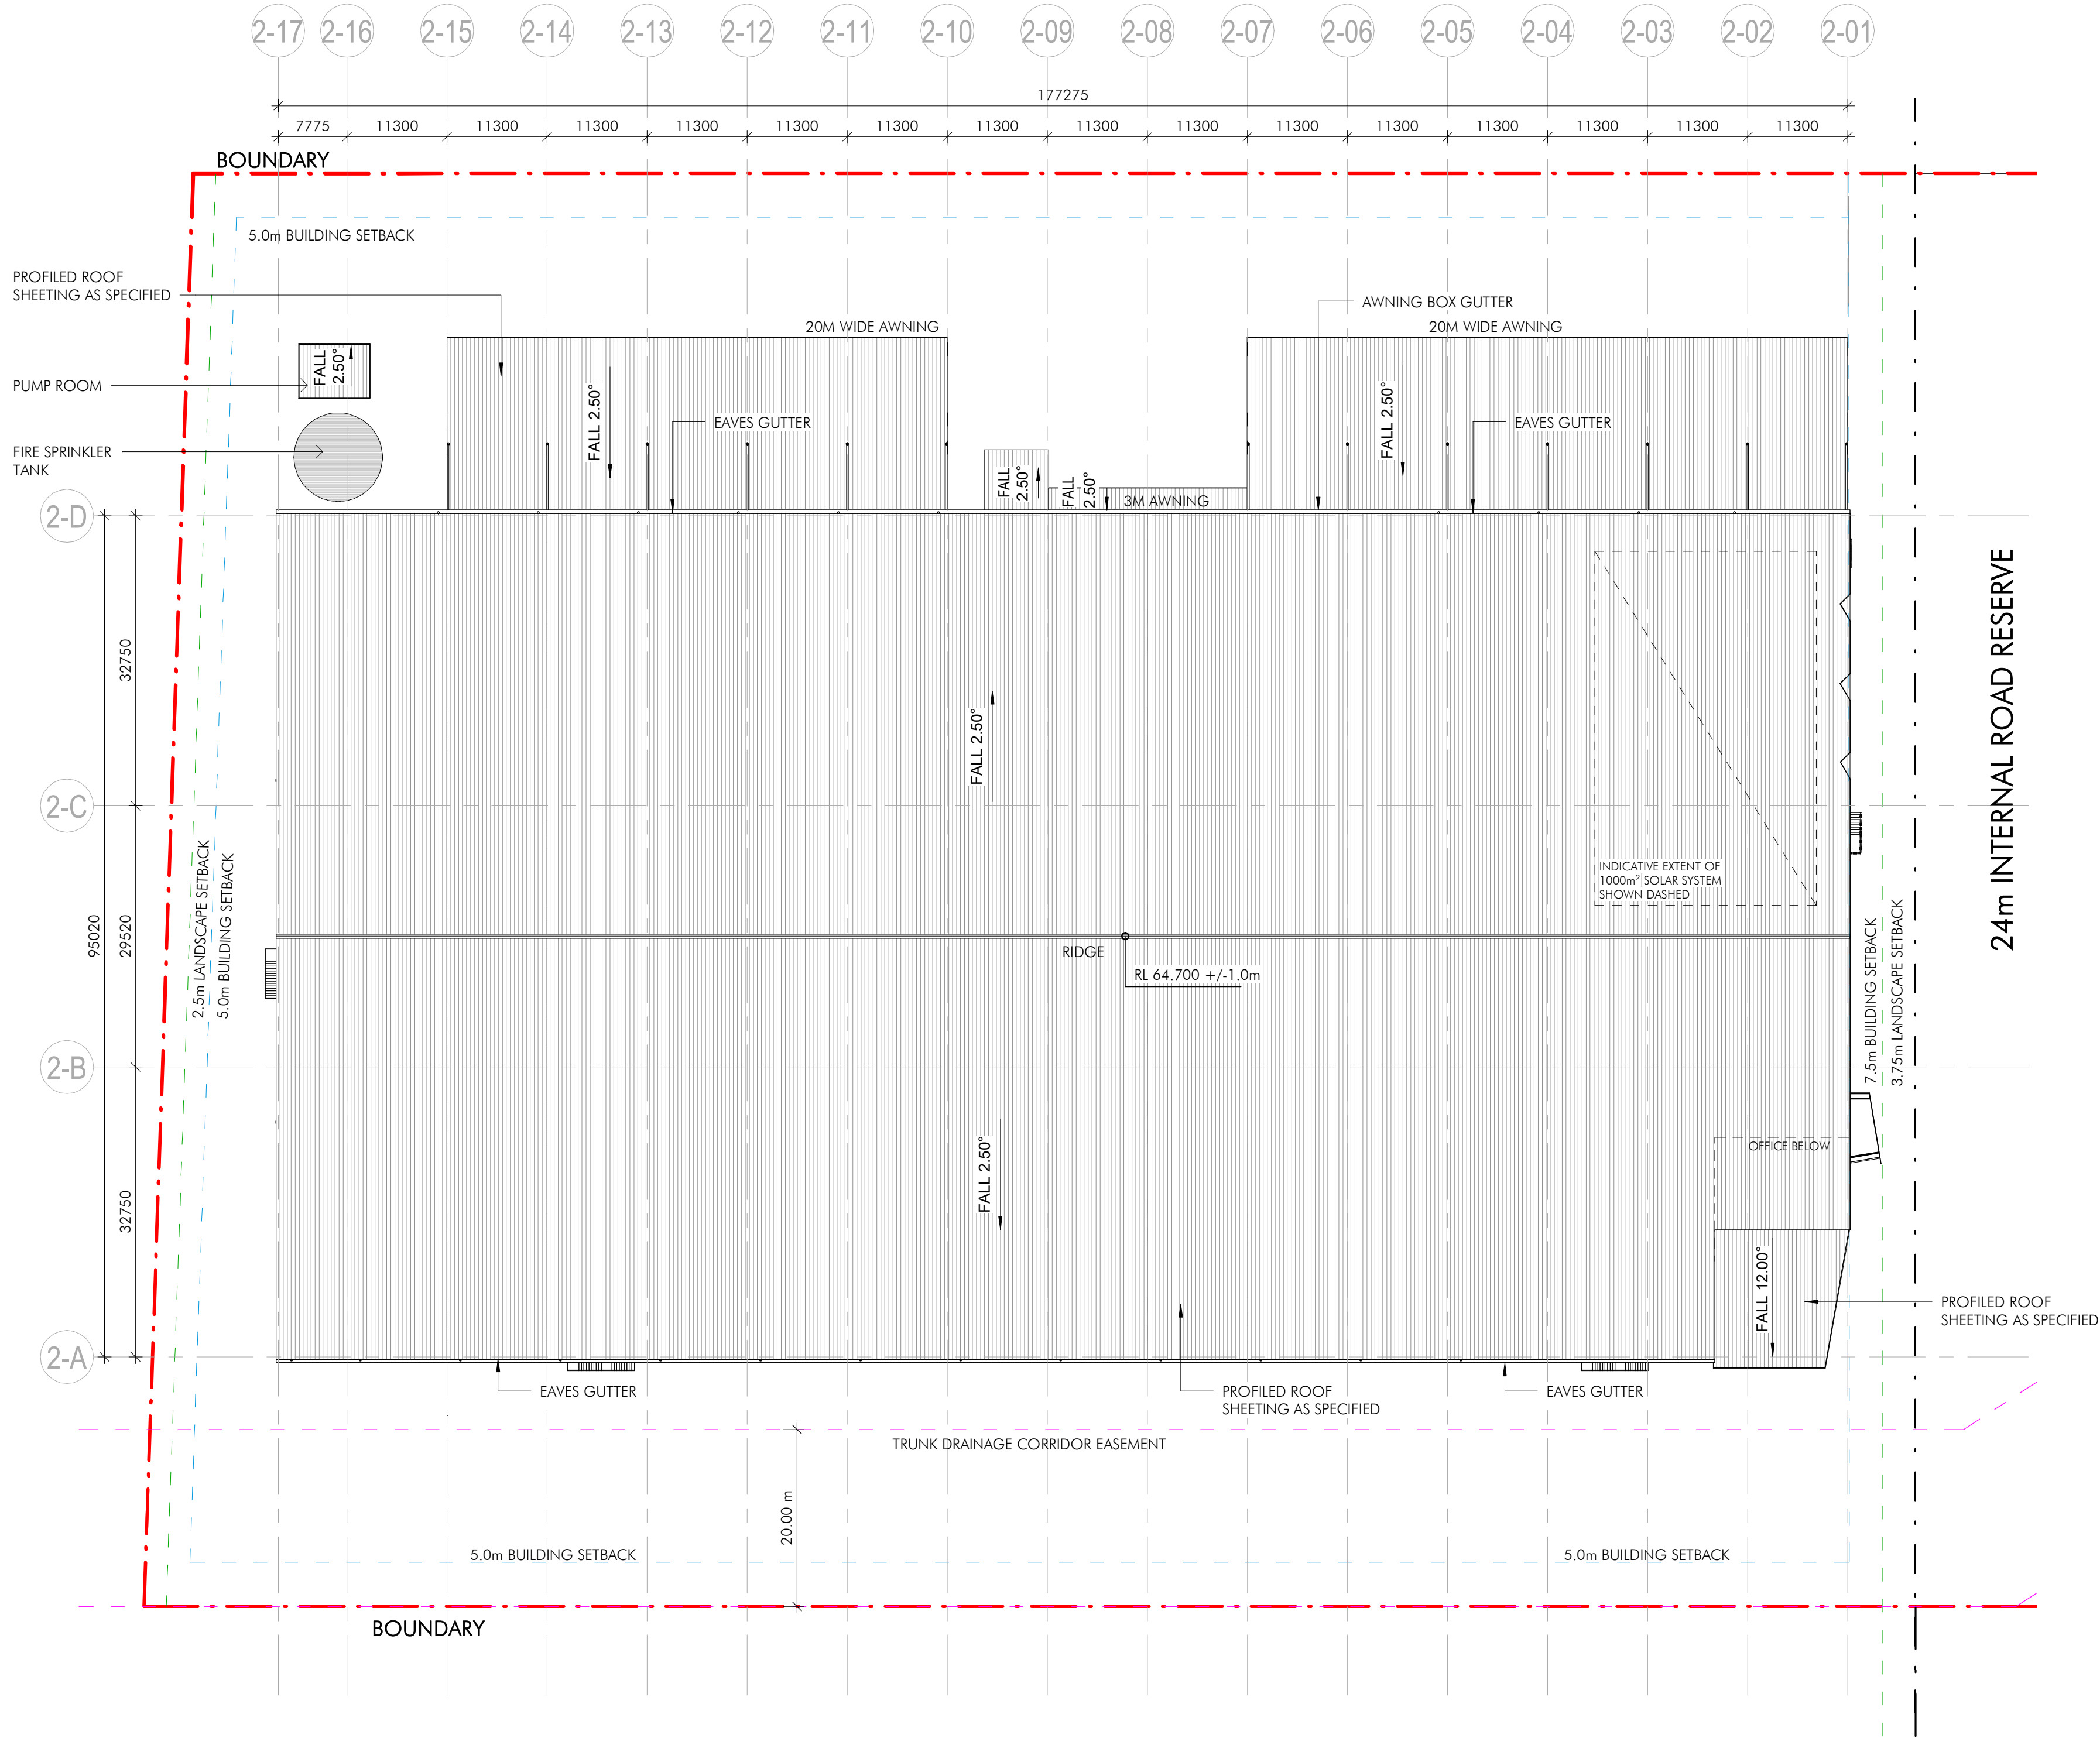 2-17 2-16 2-15 2-14 2-13 2-12 2-11 2-10 2-09 2-08 2-07 2-06 2-05 2-04 2-03 2-02 2-01
177275
7775 11300 11300 11300 11300 11300 11300 11300 11300 11300 11300 11300 11300 11300 11300 11300
BOUNDARY
5.0m BUILDING SETBACK
PROFILED ROOF
SHEETING AS SPECIFIED
AWNING BOX GUTTER
20M WIDE AWNING
20M WIDE AWNING
FALL
2.50°
PUMP ROOM
FALL 2.50°
FALL 2.50°
EAVES GUTTER
EAVES GUTTER
FIRE SPRINKLER
TANK
FALL
2.50°
FALL
2.50°
3M AWNING
2-D
32750
24m INTERNAL ROAD RESERVE
FALL 2.50°
2-C
INDICATIVE EXTENT OF
1000m² SOLAR SYSTEM
SHOWN DASHED
2.5m LANDSCAPE SETBACK
5.0m BUILDING SETBACK
95020
29520
RIDGE
RL 64.700 +/-1.0m
7.5m BUILDING SETBACK
3.75m LANDSCAPE SETBACK
2-B
OFFICE BELOW
32750
FALL 2.50°
FALL 12.00°
PROFILED ROOF
SHEETING AS SPECIFIED
2-A
EAVES GUTTER
PROFILED ROOF
SHEETING AS SPECIFIED
EAVES GUTTER
TRUNK DRAINAGE CORRIDOR EASEMENT
20.00 m
5.0m BUILDING SETBACK
5.0m BUILDING SETBACK
BOUNDARY